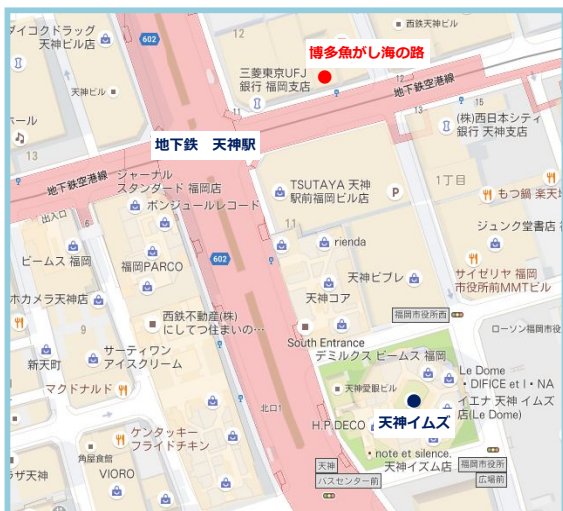 ダイコクドラッグ
天神ビル店
602
西鉄天神ビル
博多魚がし海の路
三菱東京UFJ
銀行 福岡支店
天神ビル
11
12
地下鉄空港線
13
15
(株)西日本シティ
銀行 天神支店
ホール
13
地下鉄 天神駅
地下鉄空港線
ジャーナル
スタンダード 福岡店
ボンジュールレコード
出入口
6
TSUTAYA 天神
駅前福岡ビル店
P
1丁目
もつ鍋 楽天地
11
rienda
ジュンク堂書店
ビームス 福岡
福岡PARCO
602
天神ビブレ
サイゼリヤ 福岡
市役所前MMTビル
ホカメラ天神店
天神コア
福岡市役所西
9
西鉄不動産(株)
にしてつ住まいの…
South Entrance
デミルクス ビームス 福岡
ローソン福岡市役
新天町
サーティワン
アイスクリーム
Le Dome
・DIFICE et l・NA
マクドナルド
天神愛眼ビル
イエナ 天神 イムズ
店(Le Dome)
北口1
H.P.DECO
天神イムズ
ケンタッキー
フライドチキン
角屋食館
note et silence.
天神イズム店
福岡市役所
広場前
ラザ天神
VIORO
天神
バスセンター前